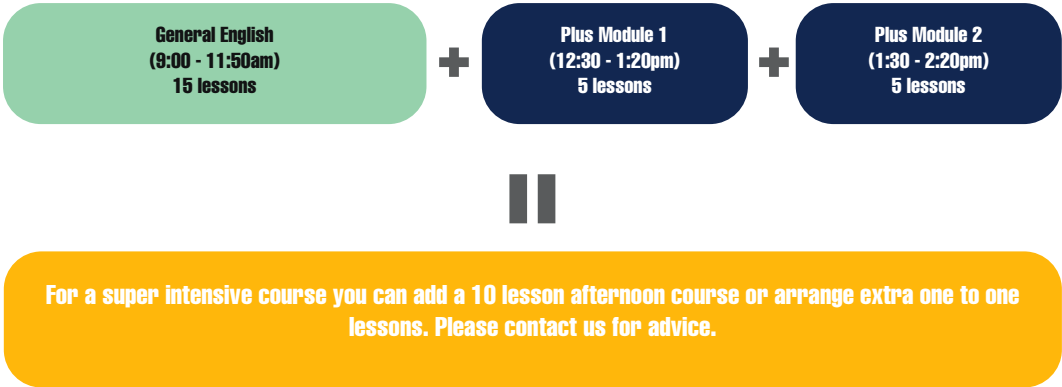 General English
(9:00 - 11:50am)
15 lessons
Plus Module 1
(12:30 - 1:20pm)
5 lessons
Plus Module 2
(1:30 - 2:20pm)
5 lessons
For a super intensive course you can add a 10 lesson afternoon course or arrange extra one to one
lessons. Please contact us for advice.